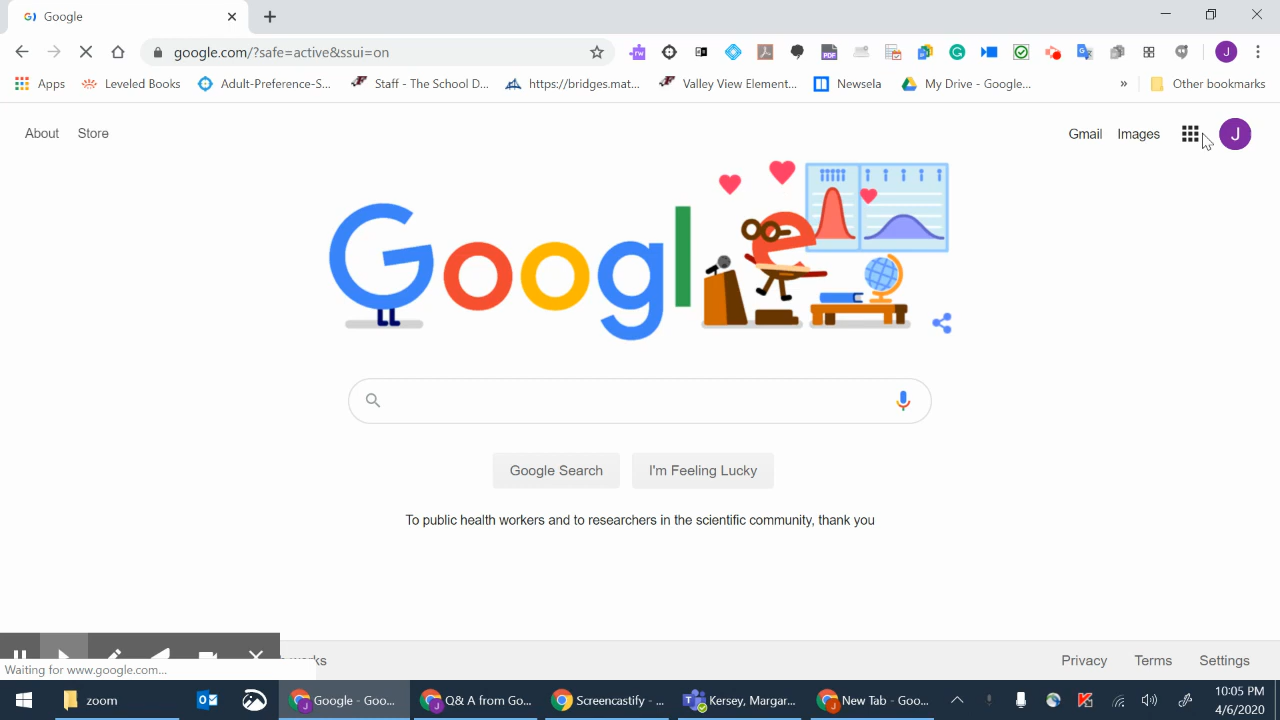 Google
google.com/?safe=active&ssui=on
PDF
J
Apps
Leveled Books
Adult-Preference-S...
Staff - The School D...
https://bridges.mat...
Valley View Element...
Newsela
My Drive - Google...
»
Other bookmarks
About
Store
Gmail
Images
J
Google
Google Search
I'm Feeling Lucky
To public health workers and to researchers in the scientific community, thank you
Privacy
Terms
Settings
Waiting for www.google.com...
zoom
Google - Goo...
Q& A from Go...
Screencastify - ...
Kersey, Margar...
New Tab - Goo...
10:05 PM
4/6/2020